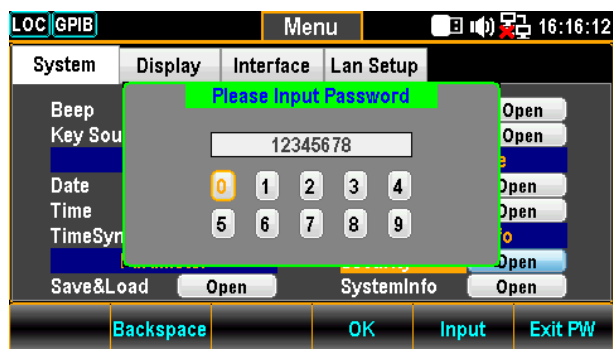 LOC GPIB Menu 16:16:12
System Display Interface Lan Setup
Please Input Password
Beep Open
Key Sou Open
12345678
Date 0 1 2 3 4 Open
Time Open
TimeSyn 5 6 7 8 9
Open
Save&Load Open SystemInfo Open
Backspace OK Input Exit PW